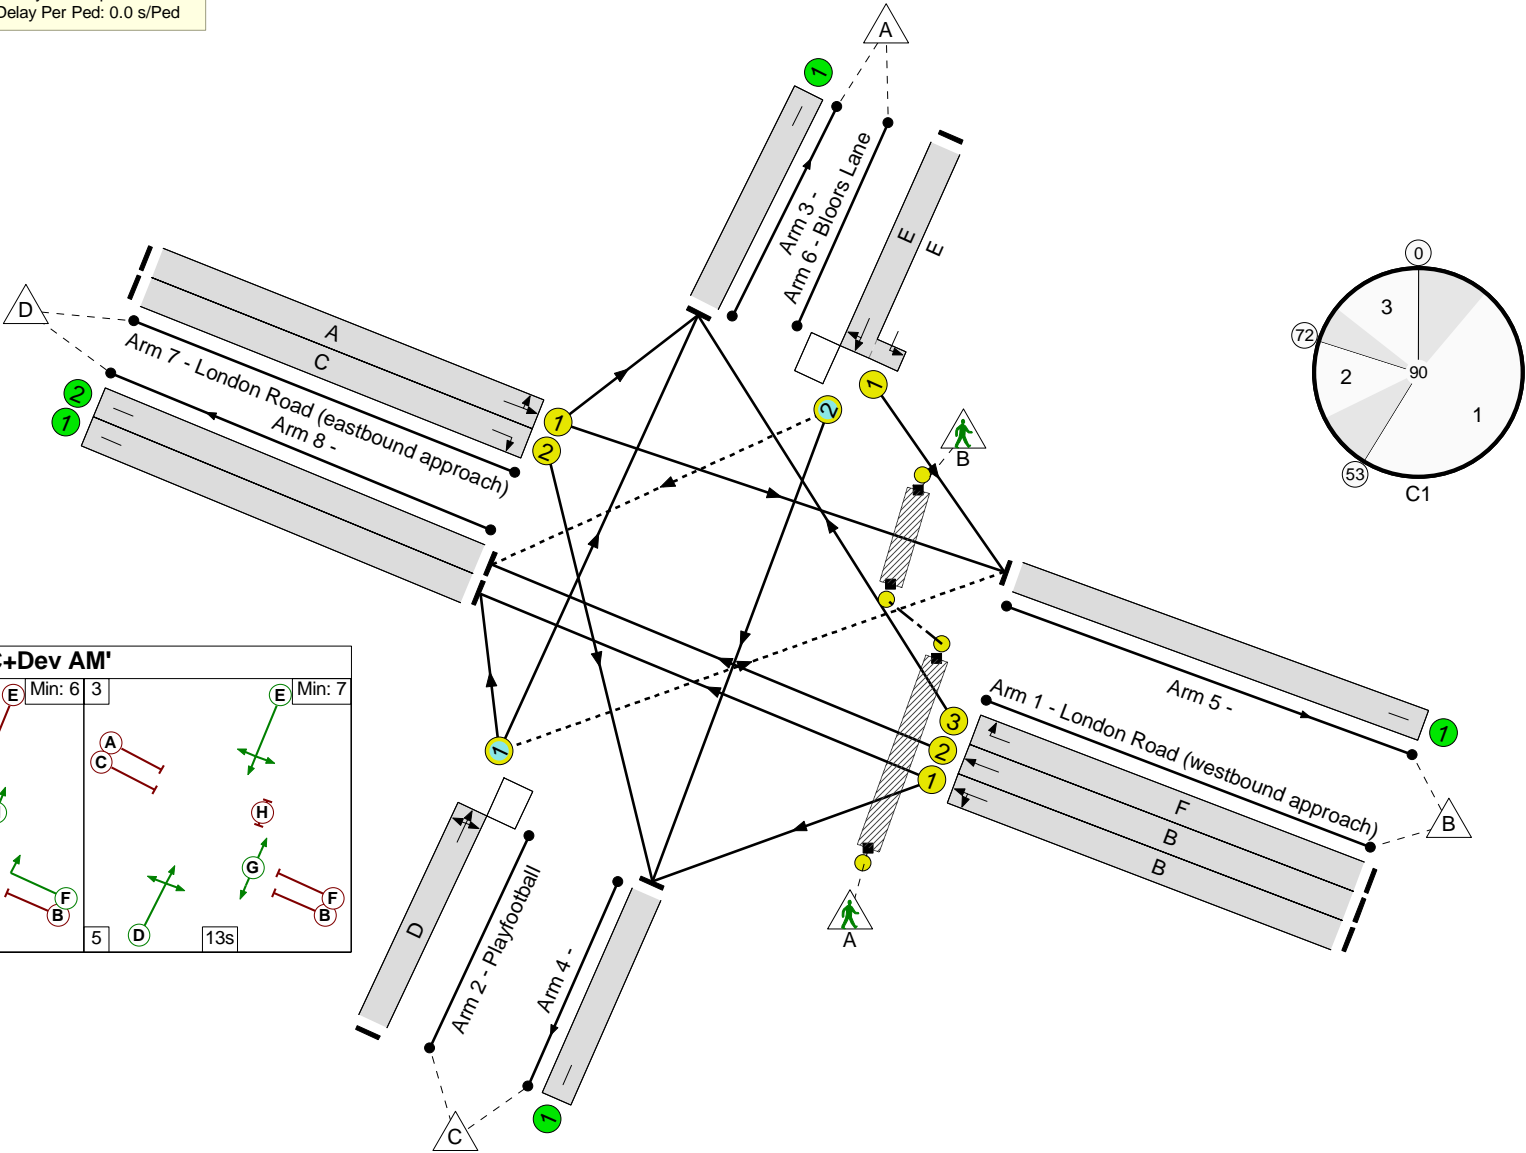 Delay Per Ped: 0.0 s/Ped
A
1
Arm 3 -
Arm 6 - Bloors Lane
E
E
D
A
C
Arm 7 - London Road (eastbound approach)
Arm 8 -
2
1
1
2
2
1
B
0
3
72
2
90
1
53
C1
C+Dev AM'
E
Min: 6
3
E
Min: 7
A
C
H
G
F
B
F
B
5
D
13s
1
3
2
1
A
Arm 5 -
1
Arm 1 - London Road (westbound approach)
F
B
B
B
D
Arm 2 - Playfootball
Arm 4 -
1
C